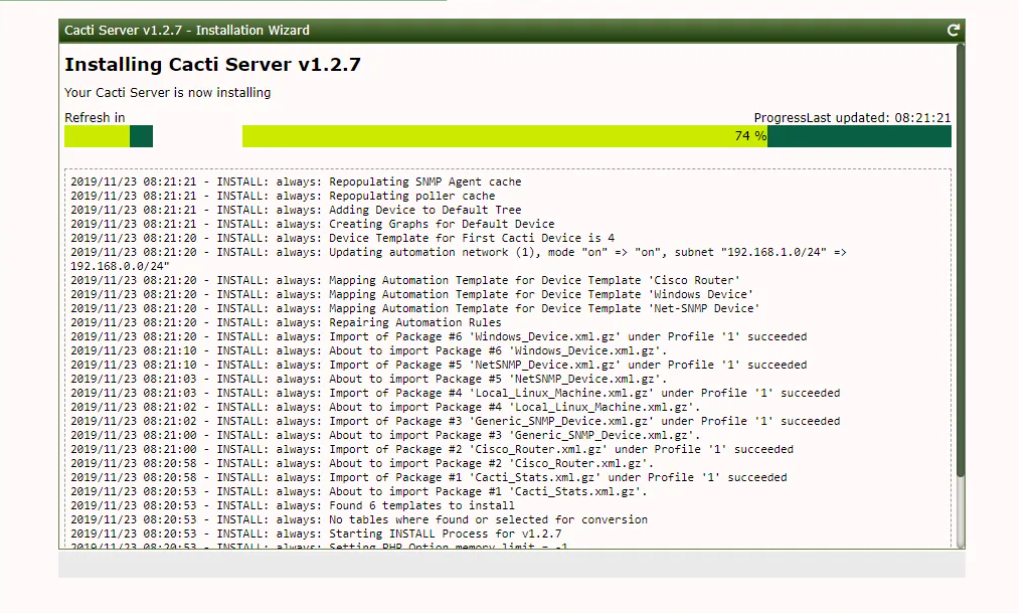 Cacti Server v1.2.7 - Installation Wizard
Installing Cacti Server v1.2.7
Your Cacti Server is now installing
Refresh in
ProgressLast updated: 08:21:21
74 %
2019/11/23 08:21:21 - INSTALL: always: Repopulating SNMP Agent cache
2019/11/23 08:21:21 - INSTALL: always: Repopulating poller cache
2019/11/23 08:21:21 - INSTALL: always: Adding Device to Default Tree
2019/11/23 08:21:21 - INSTALL: always: Creating Graphs for Default Device
2019/11/23 08:21:20 - INSTALL: always: Device Template for First Cacti Device is 4
2019/11/23 08:21:20 - INSTALL: always: Updating automation network (1), mode "on" => "on", subnet "192.168.1.0/24" =>
192.168.0.0/24"
2019/11/23 08:21:20 - INSTALL: always: Mapping Automation Template for Device Template 'Cisco Router'
2019/11/23 08:21:20 - INSTALL: always: Mapping Automation Template for Device Template 'Windows Device'
2019/11/23 08:21:20 - INSTALL: always: Mapping Automation Template for Device Template 'Net-SNMP Device'
2019/11/23 08:21:20 - INSTALL: always: Repairing Automation Rules
2019/11/23 08:21:20 - INSTALL: always: Import of Package #6 'Windows_Device.xml.gz' under Profile '1' succeeded
2019/11/23 08:21:10 - INSTALL: always: About to import Package #6 'Windows_Device.xml.gz'.
2019/11/23 08:21:10 - INSTALL: always: Import of Package #5 'NetSNMP_Device.xml.gz' under Profile '1' succeeded
2019/11/23 08:21:03 - INSTALL: always: About to import Package #5 'NetSNMP_Device.xml.gz'.
2019/11/23 08:21:03 - INSTALL: always: Import of Package #4 'Local_Linux_Machine.xml.gz' under Profile '1' succeeded
2019/11/23 08:21:02 - INSTALL: always: About to import Package #4 'Local_Linux_Machine.xml.gz'.
2019/11/23 08:21:02 - INSTALL: always: Import of Package #3 'Generic_SNMP_Device.xml.gz' under Profile '1' succeeded
2019/11/23 08:21:00 - INSTALL: always: About to import Package #3 'Generic_SNMP_Device.xml.gz'.
2019/11/23 08:21:00 - INSTALL: always: Import of Package #2 'Cisco_Router.xml.gz' under Profile '1' succeeded
2019/11/23 08:20:58 - INSTALL: always: About to import Package #2 'Cisco_Router.xml.gz'.
2019/11/23 08:20:58 - INSTALL: always: Import of Package #1 'Cacti_Stats.xml.gz' under Profile '1' succeeded
2019/11/23 08:20:53 - INSTALL: always: About to import Package #1 'Cacti_Stats.xml.gz'.
2019/11/23 08:20:53 - INSTALL: always: Found 6 templates to install
2019/11/23 08:20:53 - INSTALL: always: No tables where found or selected for conversion
2019/11/23 08:20:53 - INSTALL: always: Starting INSTALL Process for v1.2.7
2019/11/23 08:20:53 - INSTALL: always: Setting PHP Option memory_limit = -1